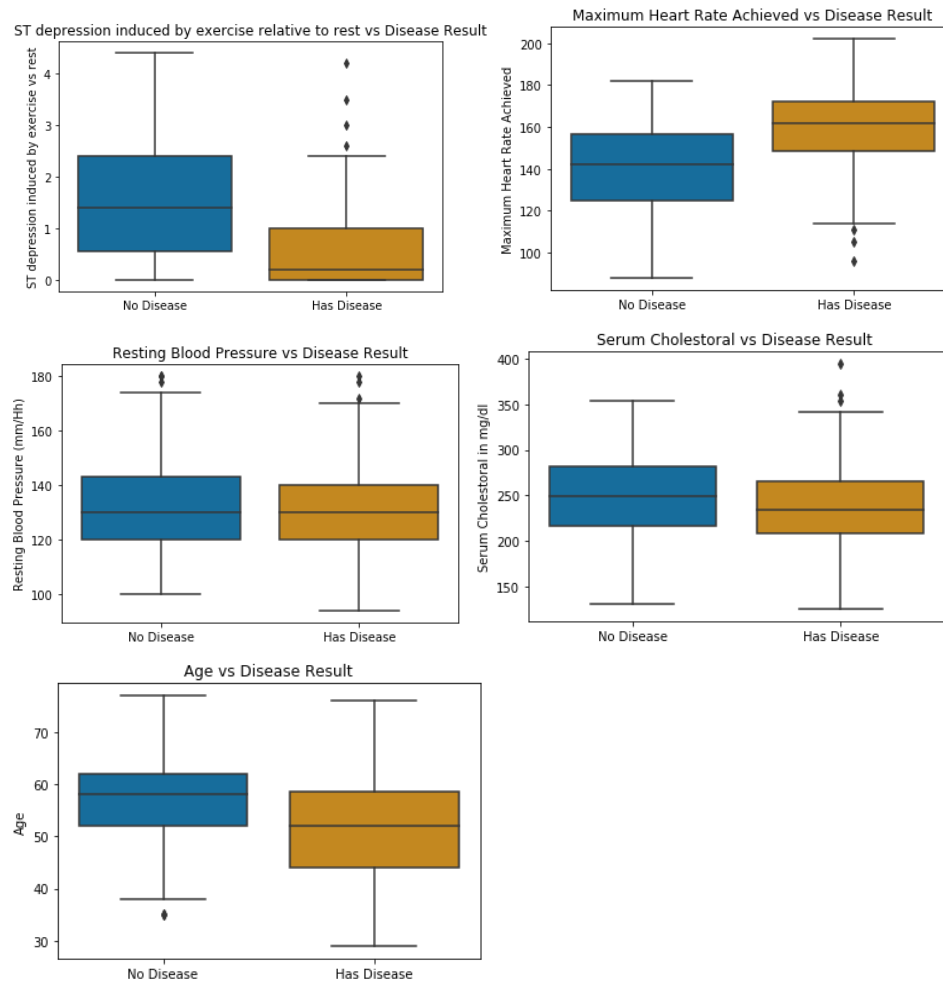 ST depression induced by exercise relative to rest vs Disease Result
ST depression induced by exercise vs rest
4
3
2
1
0
No Disease
Has Disease
Maximum Heart Rate Achieved vs Disease Result
Maximum Heart Rate Achieved
200
180
160
140
120
100
No Disease
Has Disease
Resting Blood Pressure vs Disease Result
Resting Blood Pressure (mm/Hh)
180
160
140
120
100
No Disease
Has Disease
Serum Cholestoral vs Disease Result
Serum Cholestoral in mg/dl
400
350
300
250
200
150
No Disease
Has Disease
Age vs Disease Result
Age
70
60
50
40
30
No Disease
Has Disease